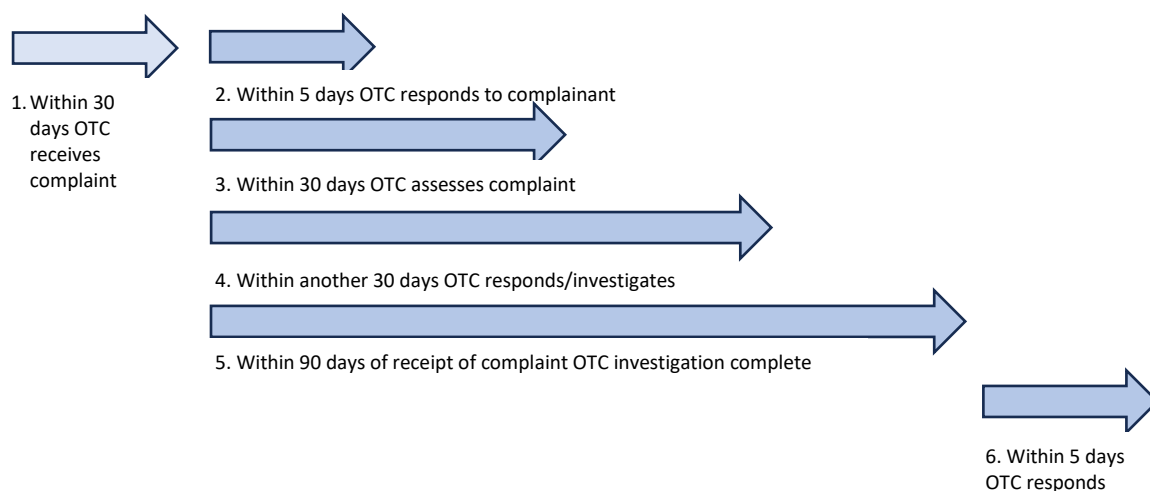 1. Within 30
days OTC
receives
complaint
2. Within 5 days OTC responds to complainant
3. Within 30 days OTC assesses complaint
4. Within another 30 days OTC responds/investigates
5. Within 90 days of receipt of complaint OTC investigation complete
6. Within 5 days
OTC responds